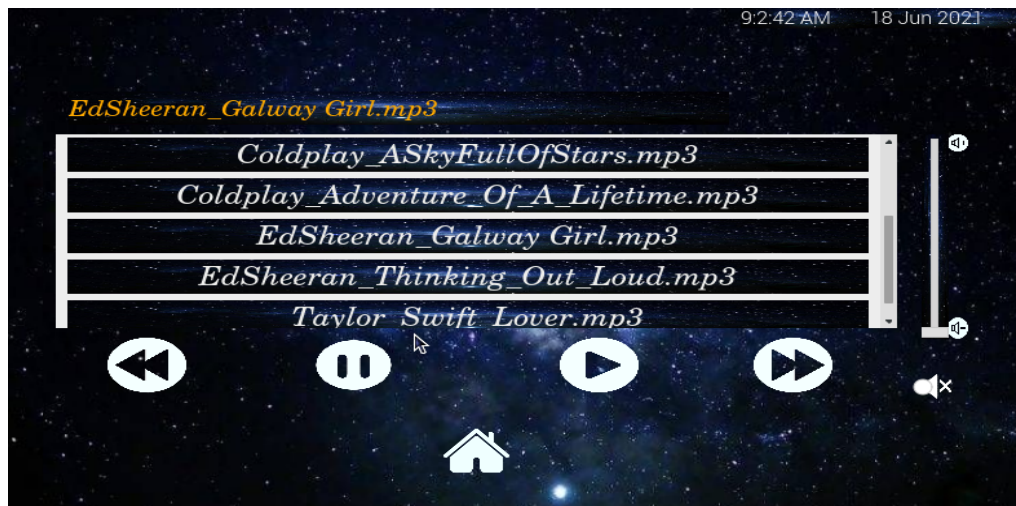 9:2:42 AM 18 Jun 2021
EdSheeran_Galway Girl.mp3
Coldplay_ASkyFullOfStars.mp3
Coldplay_Adventure_Of_A_Lifetime.mp3
EdSheeran_Galway Girl.mp3
EdSheeran_Thinking_Out_Loud.mp3
Taylor_Swift_Lover.mp3